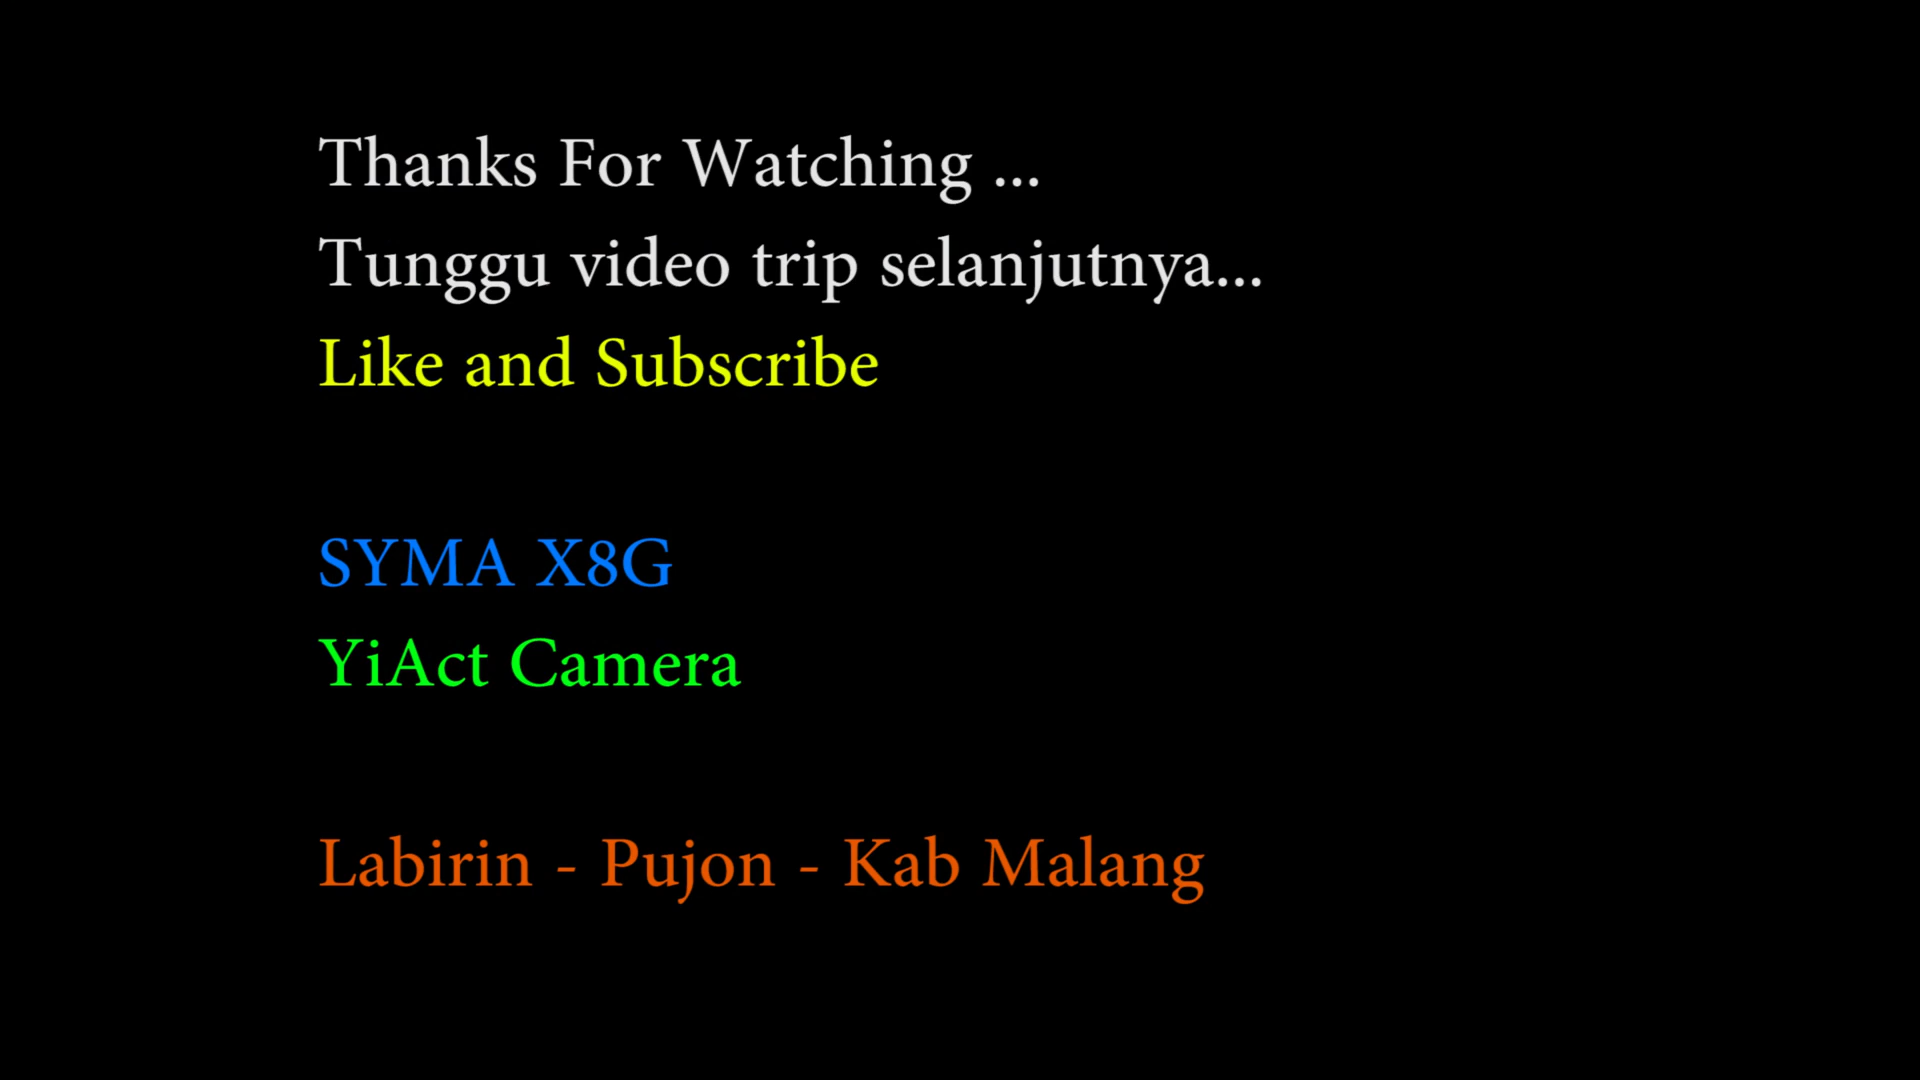 Thanks For Watching ...
Tunggu video trip selanjutnya...
Like and Subscribe
SYMA X8G
YiAct Camera
Labirin - Pujon - Kab Malang